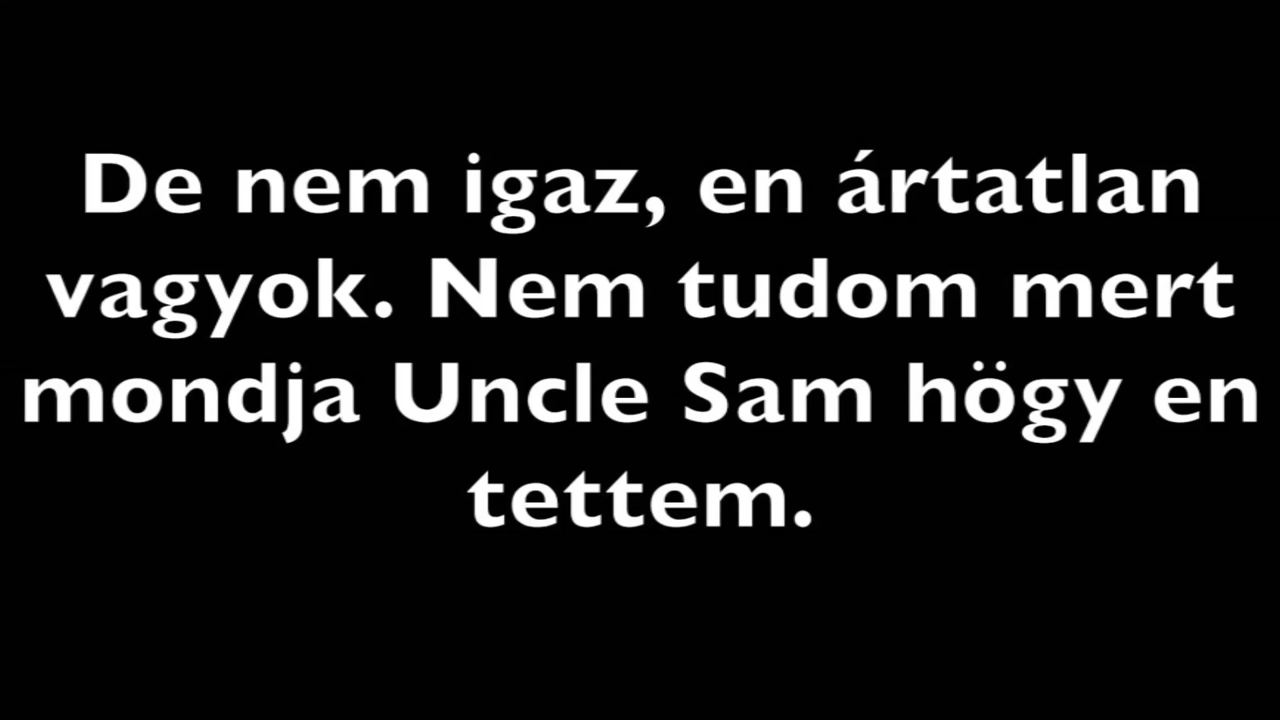 De nem igaz, en ártatlan
vagyok. Nem tudom mert
mondja Uncle Sam högy en
tettem.